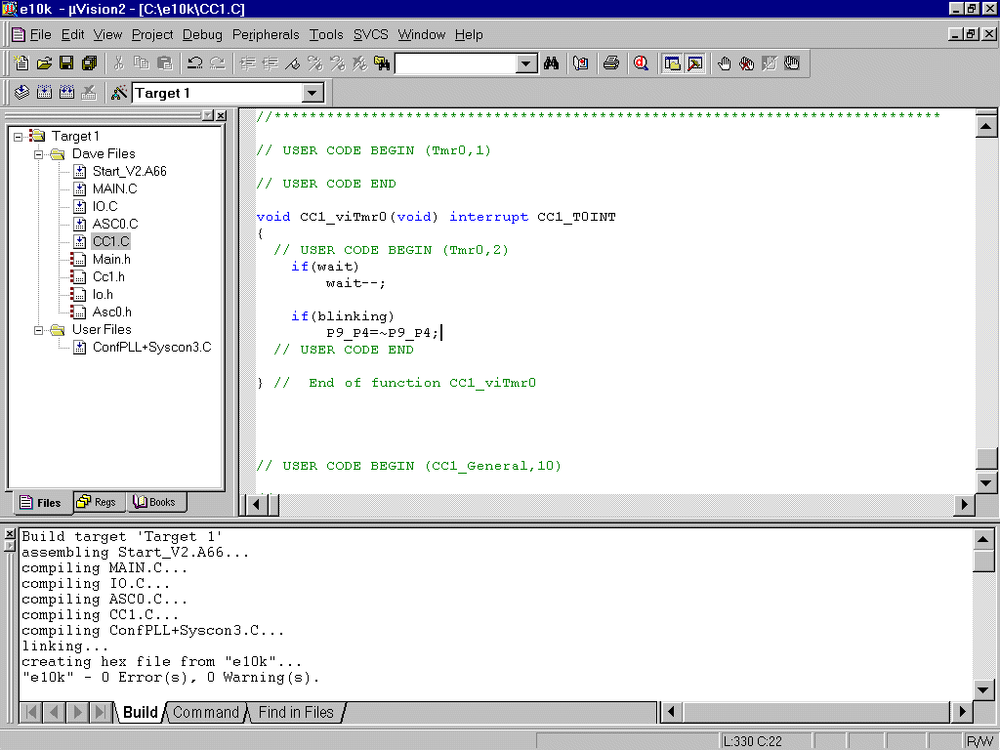 e10k - µVision2 - [C:\e10k\CC1.C]
File Edit View Project Debug Peripherals Tools SVCS Window Help
Target 1
Target 1
Dave Files
Start_V2.A66
MAIN.C
IO.C
ASC0.C
CC1.C
Main.h
Cc1.h
Io.h
Asc0.h
User Files
ConfPLL+Syscon3.C
Files Regs Books
//****************************************************************************
// USER CODE BEGIN (Tmr0,1)
// USER CODE END
void CC1_viTmr0(void) interrupt CC1_T0INT
{
// USER CODE BEGIN (Tmr0,2)
if(wait)
wait--;
if(blinking)
P9_P4=~P9_P4;
// USER CODE END
} // End of function CC1_viTmr0
// USER CODE BEGIN (CC1_General,10)
Build target 'Target 1'
assembling Start_V2.A66...
compiling MAIN.C...
compiling IO.C...
compiling ASC0.C...
compiling CC1.C...
compiling ConfPLL+Syscon3.C...
linking...
creating hex file from "e10k"...
"e10k" - 0 Error(s), 0 Warning(s).
Build Command Find in Files
L:330 C:22 R/W